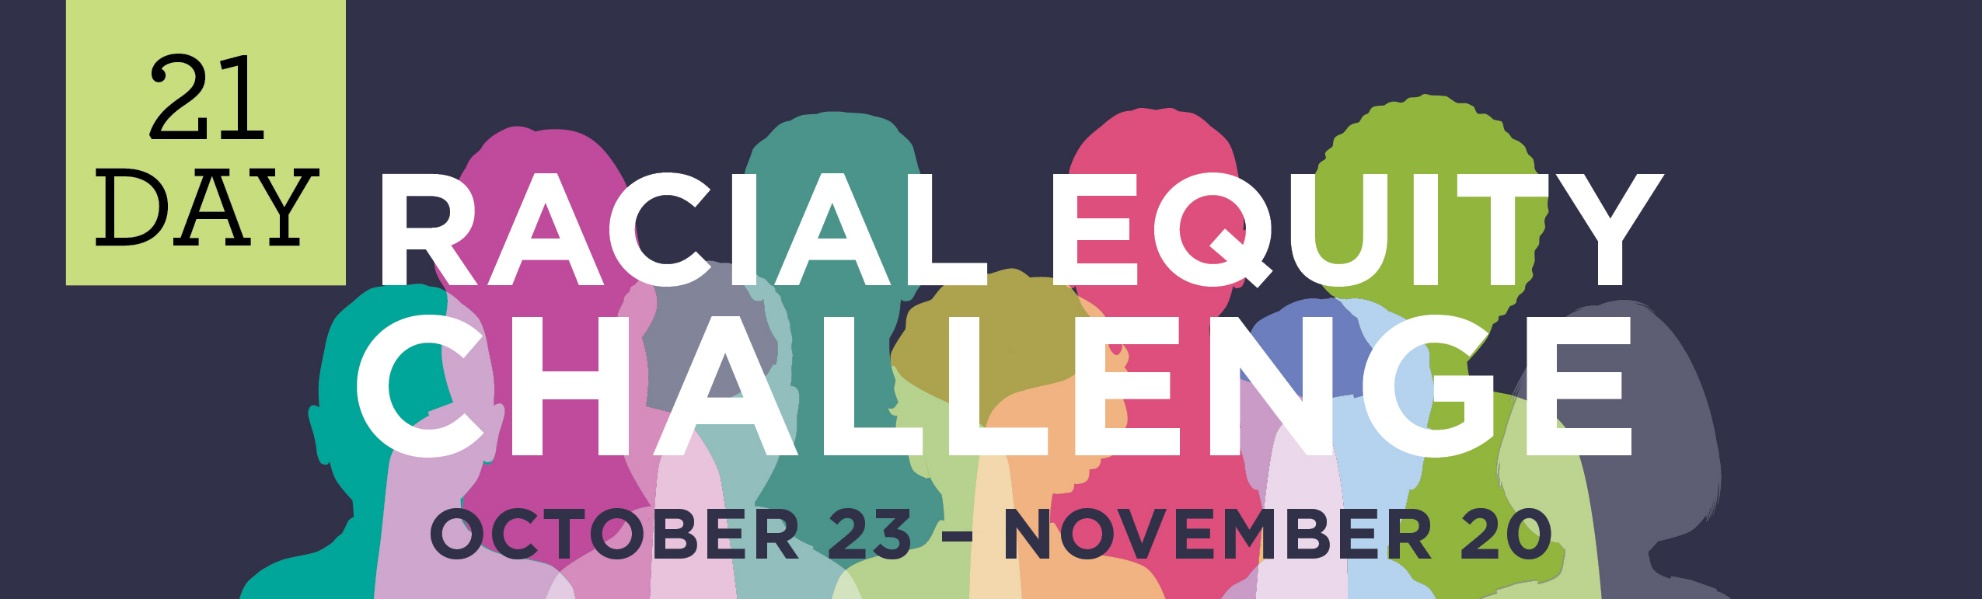 21
DAY
RACIAL EQUITY
CHALLENGE
OCTOBER 23 – NOVEMBER 20